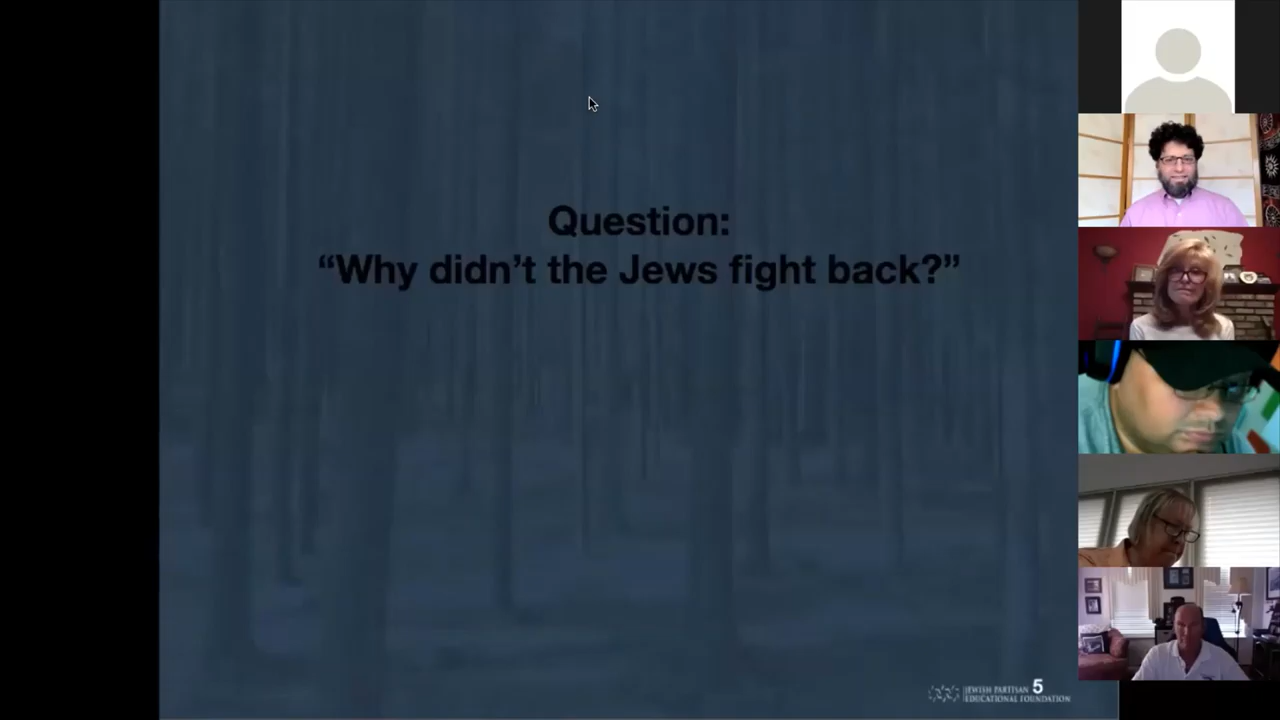 Question:
“Why didn’t the Jews fight back?”
JEWISH PARTISAN
EDUCATIONAL FOUNDATION
5